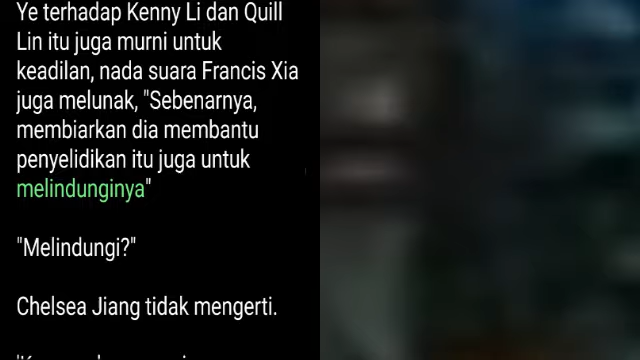 Ye terhadap Kenny Li dan Quill
Lin itu juga murni untuk
keadilan, nada suara Francis Xia
juga melunak, "Sebenarnya,
membiarkan dia membantu
penyelidikan itu juga untuk
melindunginya"
"Melindungi?"
Chelsea Jiang tidak mengerti.